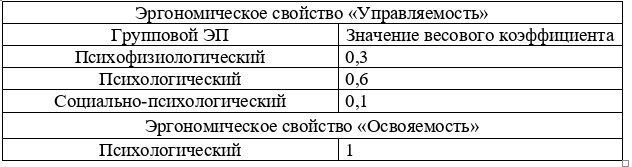 Эргономическое свойство «Управляемость»
Групповой ЭП Значение весового коэффициента
Психофизиологический 0,3
Психологический 0,6
Социально-психологический 0,1
Эргономическое свойство «Освояемость»
Психологический 1